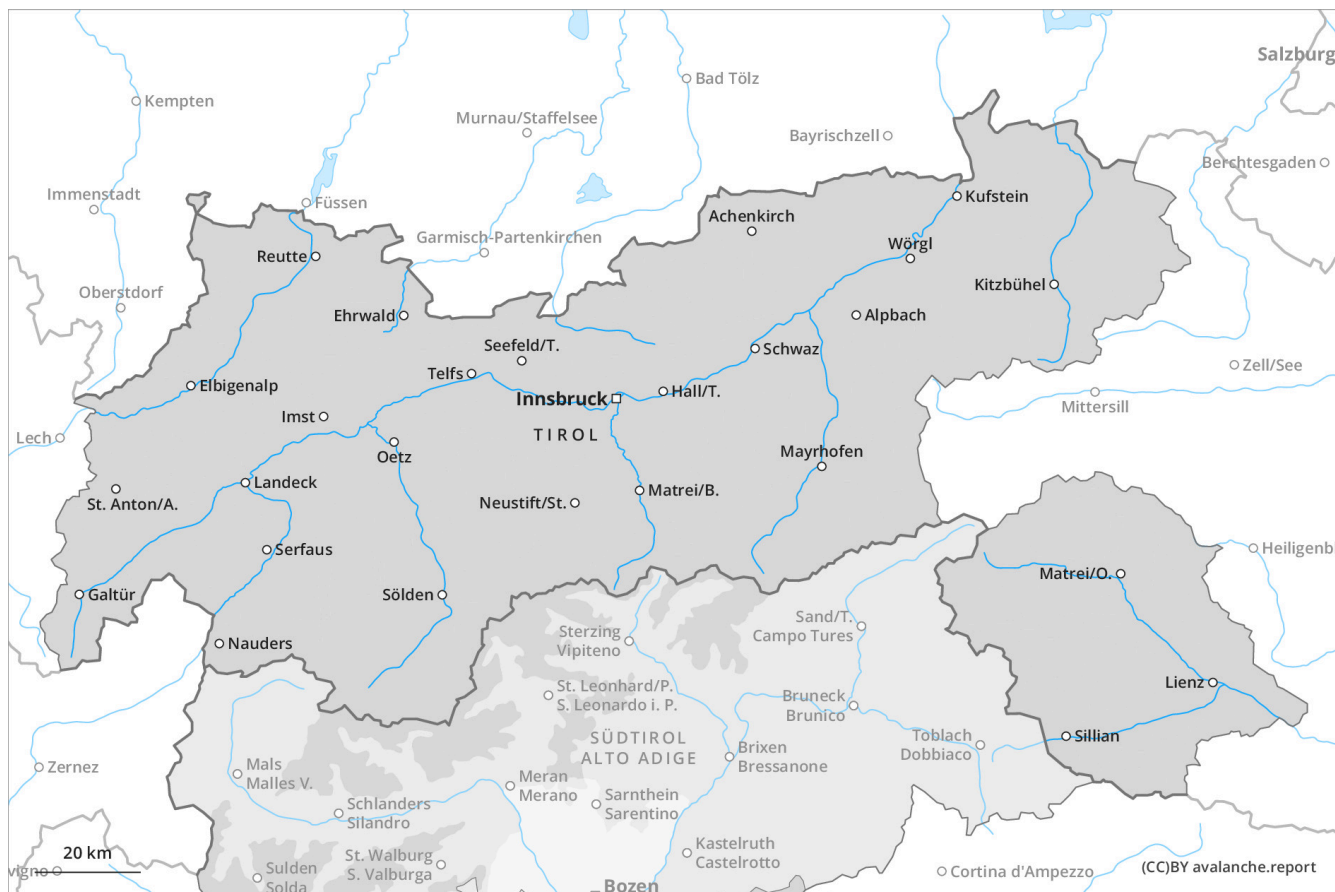 Salzburg
Bad Tölz
Kempten
Murnau/Staffelsee
Bayrischzell
Berchtesgaden
Immenstadt
Füssen
Kufstein
Achenkirch
Garmisch-Partenkirchen
Wörgl
Reutte
Kitzbühel
Oberstdorf
Ehrwald
Alpbach
Seefeld/T.
Schwaz
Zell/See
Telfs
Elbigenalp
Hall/T.
Innsbruck
Mittersill
Imst
TIROL
Lech
Oetz
Mayrhofen
Landeck
St. Anton/A.
Neustift/St.
Matrei/B.
Serfaus
Heiligenb
Matrei/O.
Galtür
Sölden
Sand/T.
Campo Tures
Sterzing
Vipiteno
Nauders
St. Leonhard/P.
S. Leonardo i. P.
Lienz
Bruneck
Brunico
SÜDTIROL
ALTO ADIGE
Toblach
Dobbiaco
Sillian
Brixen
Bressanone
Zernez
Mals
Malles V.
Meran
Merano
Schlanders
Silandro
Sarnthein
Sarentino
Kastelruth
Castelrotto
20 km
St. Walburg
S. Valburga
vigno
Sulden
Solda
Cortina d'Ampezzo
(CC)BY avalanche.report
Bozen